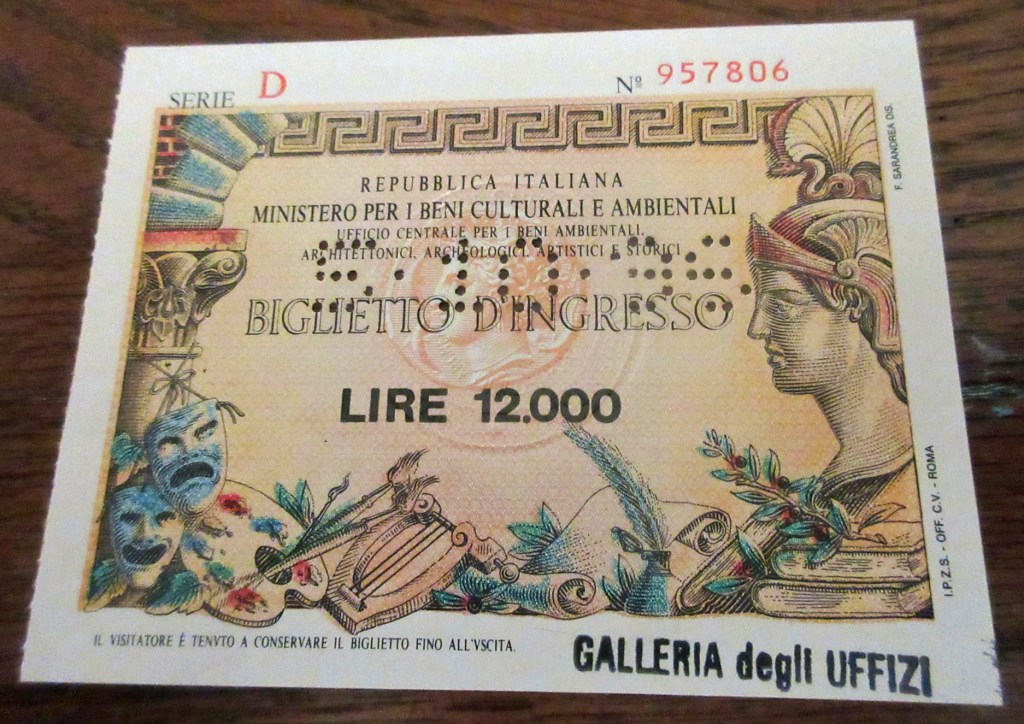 SERIE D Nº 957806
REPUBBLICA ITALIANA
MINISTERO PER I BENI CULTURALI E AMBIENTALI
UFFICIO CENTRALE PER I BENI AMBIENTALI.
ARCHITETTONICI, ARCHEOLOGICI, ARTISTICI E STORICI
BIGLIETTO D'INGRESSO
LIRE 12.000
IL VISITATORE È TENVTO A CONSERVARE IL BIGLIETTO FINO ALL'VSCITA.
GALLERIA degli UFFIZI
F. SARANDREA DIS.
I.P.Z.S. - OFF. C.V. - ROMA